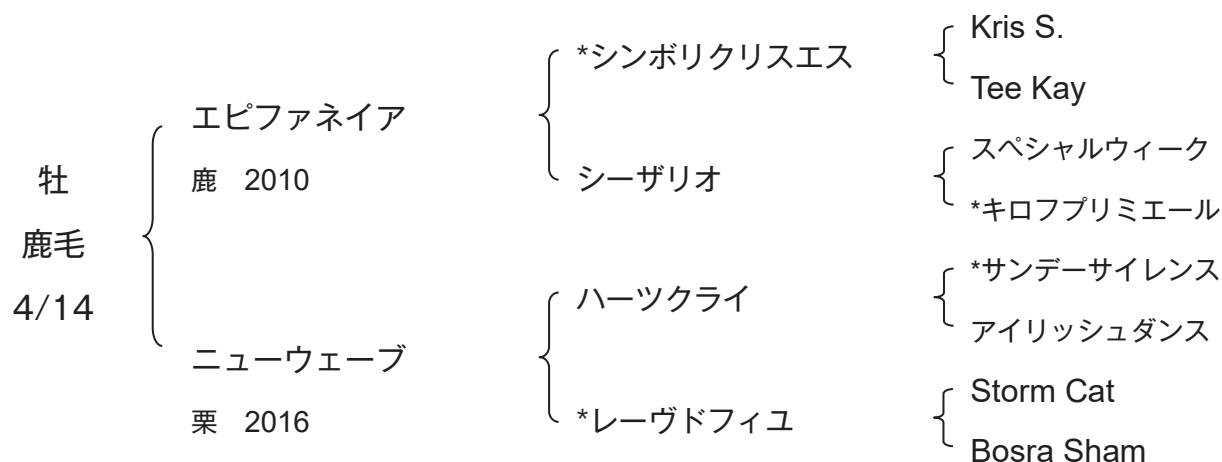 牡
鹿毛
4/14
エピファネイア
鹿　2010
ニューウェーブ
栗　2016
*シンボリクリスエス
シーザリオ
ハーツクライ
*レーヴドフィユ
Kris S.
Tee Kay
スペシャルウィーク
*キロフプリミエール
*サンデーサイレンス
アイリッシュダンス
Storm Cat
Bosra Sham